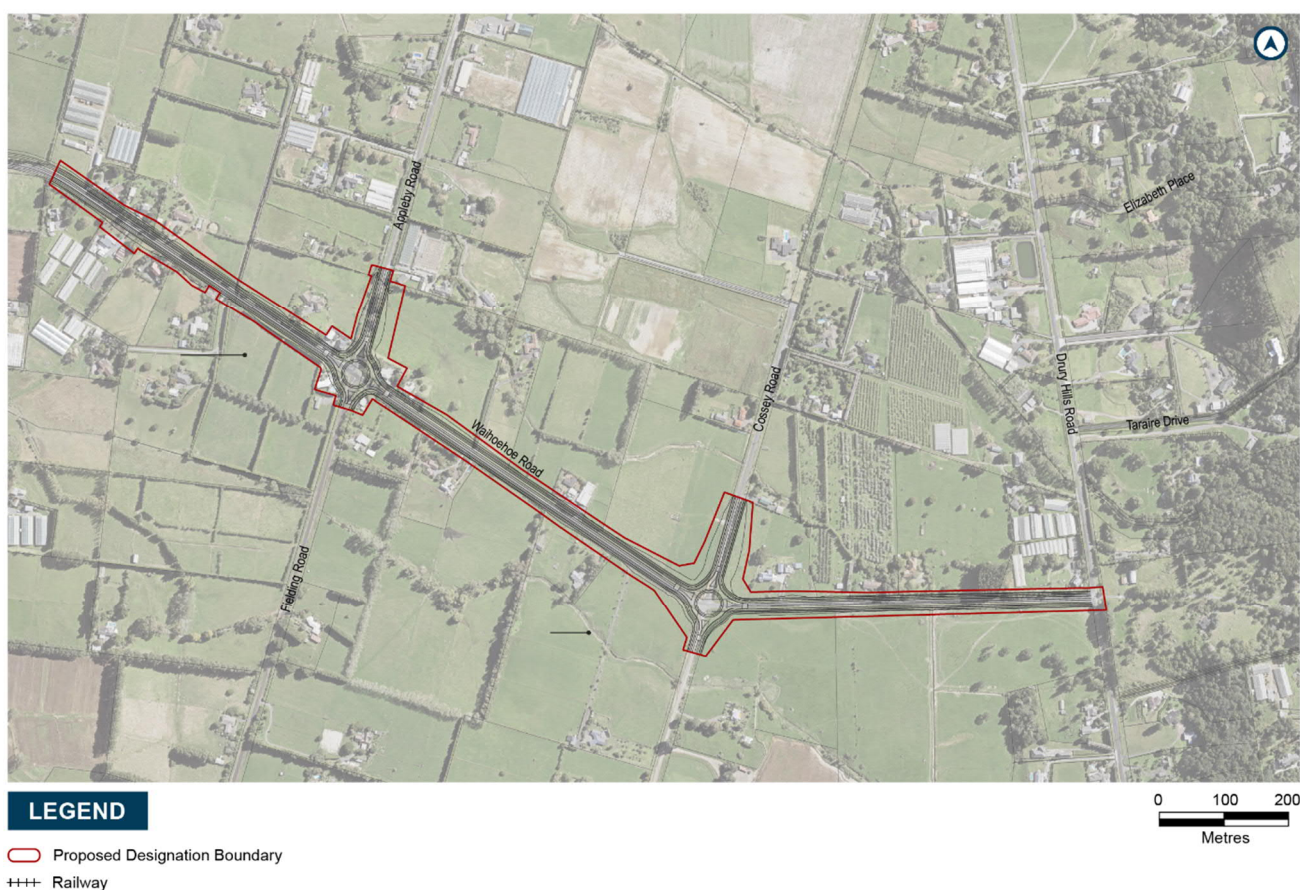 Appleby Road
Elizabeth Place
Cossey Road
Drury Hills Road
Taraire Drive
Waihoehoe Road
Fielding Road
LEGEND
Proposed Designation Boundary
Railway
0 100 200
Metres